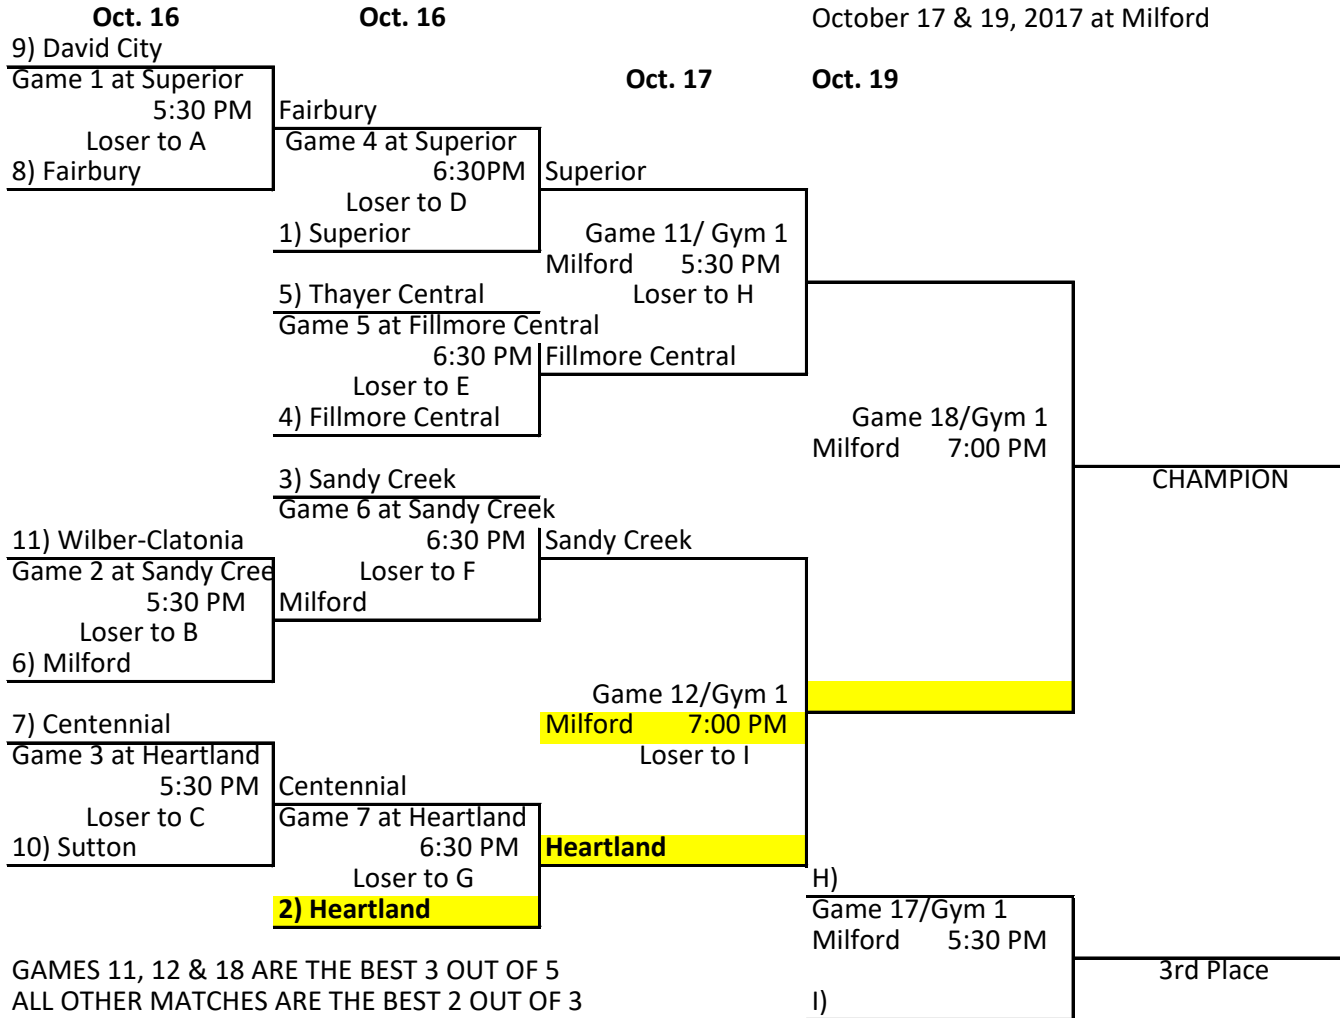 Oct. 16 Oct. 16 October 17 & 19, 2017 at Milford
9) David City
Game 1 at Superior Oct. 17 Oct. 19
5:30 PM Fairbury
Loser to A Game 4 at Superior
8) Fairbury 6:30PM Superior
Loser to D
1) Superior Game 11/ Gym 1
Milford 5:30 PM
5) Thayer Central Loser to H
Game 5 at Fillmore Central
6:30 PM Fillmore Central
Loser to E
4) Fillmore Central Game 18/Gym 1
Milford 7:00 PM
3) Sandy Creek CHAMPION
Game 6 at Sandy Creek
11) Wilber-Clatonia 6:30 PM Sandy Creek
Game 2 at Sandy Cree Loser to F
5:30 PM Milford
Loser to B
6) Milford
Game 12/Gym 1
7) Centennial Milford 7:00 PM
Game 3 at Heartland Loser to I
5:30 PM Centennial
Loser to C Game 7 at Heartland
10) Sutton 6:30 PM Heartland
Loser to G H)
2) Heartland Game 17/Gym 1
Milford 5:30 PM
GAMES 11, 12 & 18 ARE THE BEST 3 OUT OF 5 3rd Place
ALL OTHER MATCHES ARE THE BEST 2 OUT OF 3 I)